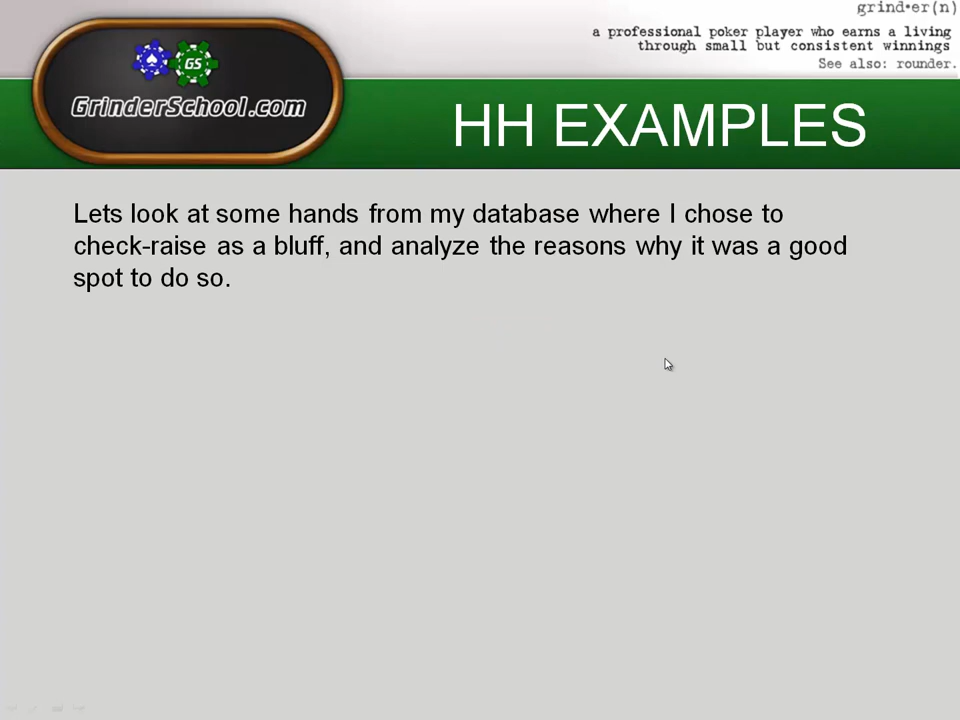 grind•er(n)
a professional poker player who earns a living
through small but consistent winnings
See also: rounder.
GS
GrinderSchool.com
HH EXAMPLES
Lets look at some hands from my database where I chose to
check-raise as a bluff, and analyze the reasons why it was a good
spot to do so.